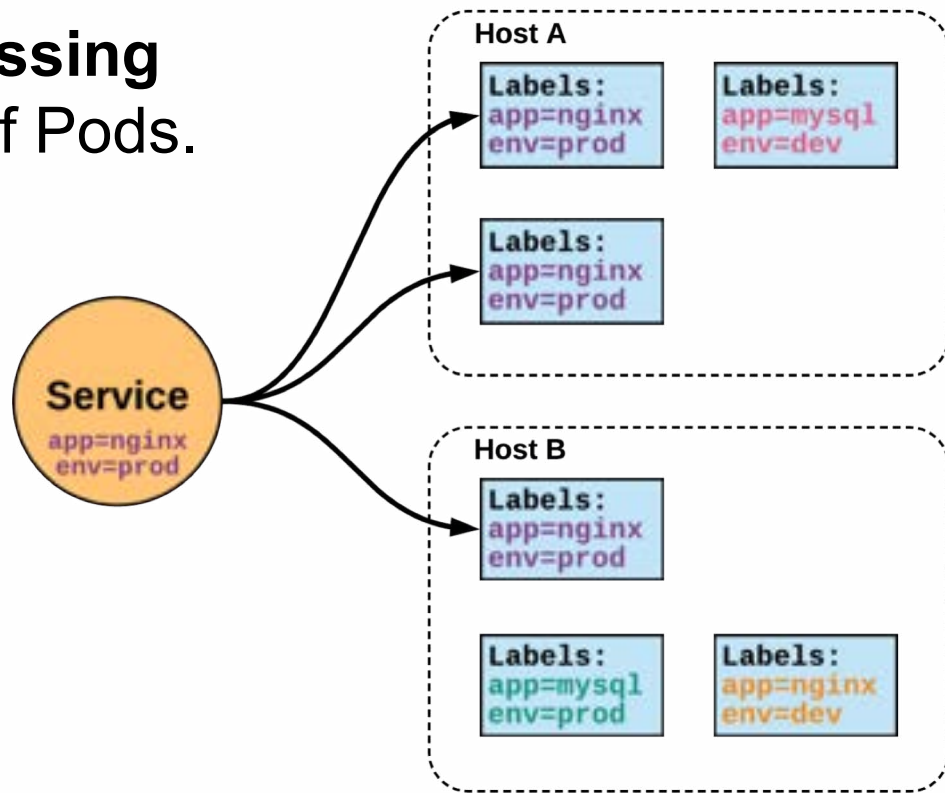 ssing
f Pods.
Service
app=nginx
env=prod
Host A
Labels:
app=nginx
env=prod
Labels:
app=mysql
env=dev
Labels:
app=nginx
env=prod
Host B
Labels:
app=nginx
env=prod
Labels:
app=mysql
env=prod
Labels:
app=nginx
env=dev